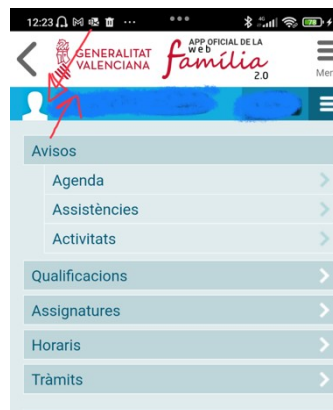 12:23
GENERALITAT
VALENCIANA
APP OFICIAL DE LA
web
família
2.0
Men
Avisos
Agenda
Assistències
Activitats
Qualificacions
Assignatures
Horaris
Tràmits